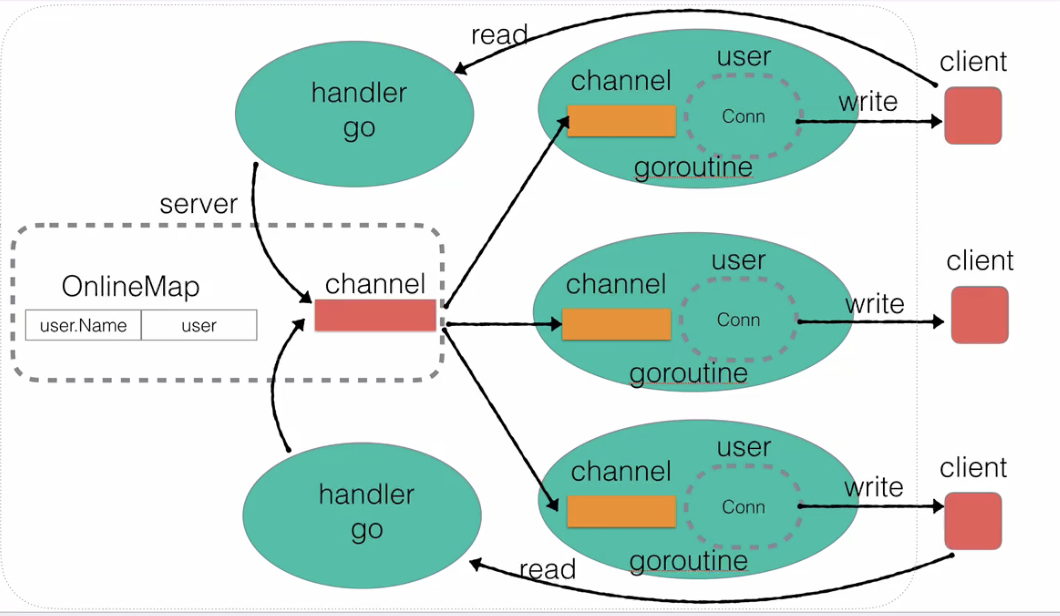 read
handler
go
channel
user
Conn
goroutine
write
client
server
OnlineMap
user.Name
user
channel
channel
user
Conn
goroutine
write
client
handler
go
channel
user
Conn
goroutine
write
client
read